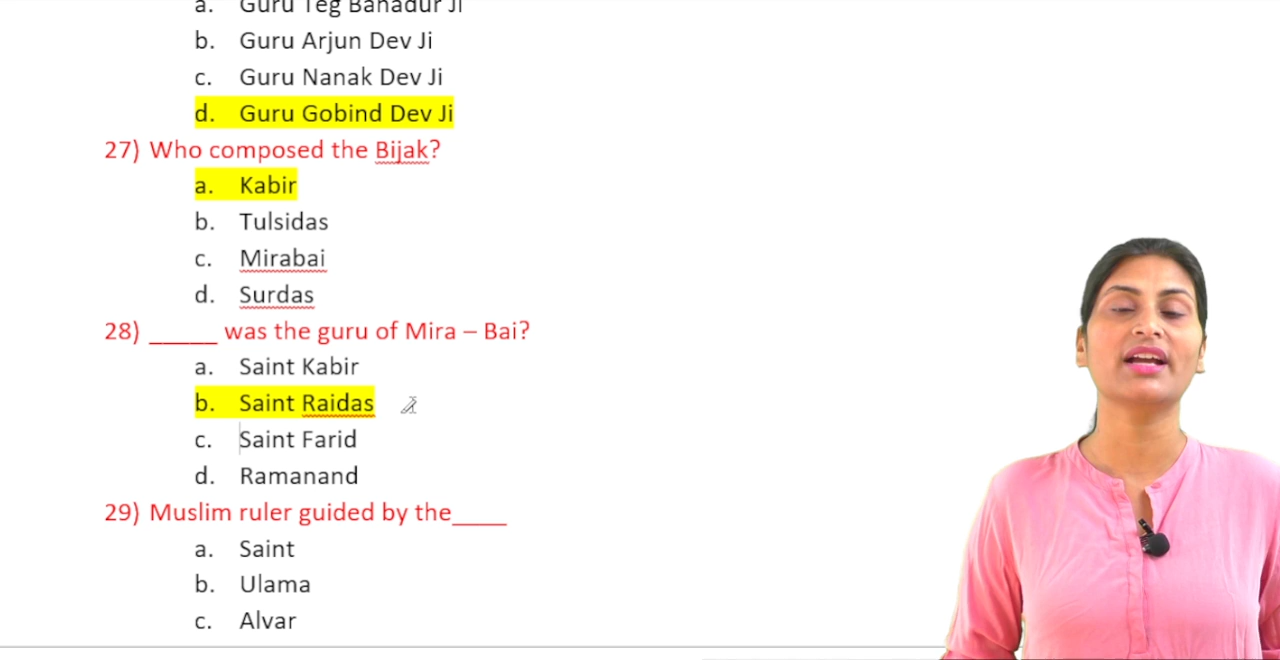 a. Guru Teg Bahadur Ji
b. Guru Arjun Dev Ji
c. Guru Nanak Dev Ji
d. Guru Gobind Dev Ji
27) Who composed the Bijak?
a. Kabir
b. Tulsidas
c. Mirabai
d. Surdas
28) _____ was the guru of Mira – Bai?
a. Saint Kabir
b. Saint Raidas
c. Saint Farid
d. Ramanand
29) Muslim ruler guided by the____
a. Saint
b. Ulama
c. Alvar